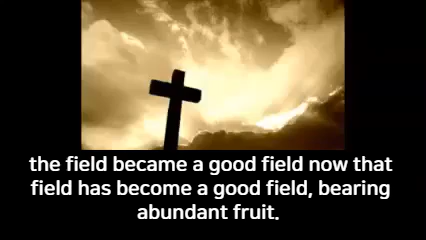 the field became a good field now that
field has become a good field, bearing
abundant fruit.